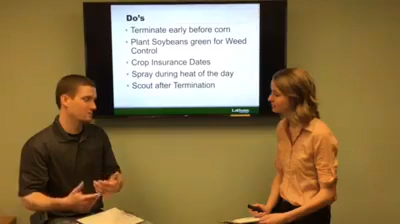 Do's
• Terminate early before corn
• Plant Soybeans green for Weed
Control
• Crop Insurance Dates
• Spray during heat of the day
• Scout after Termination
Latham